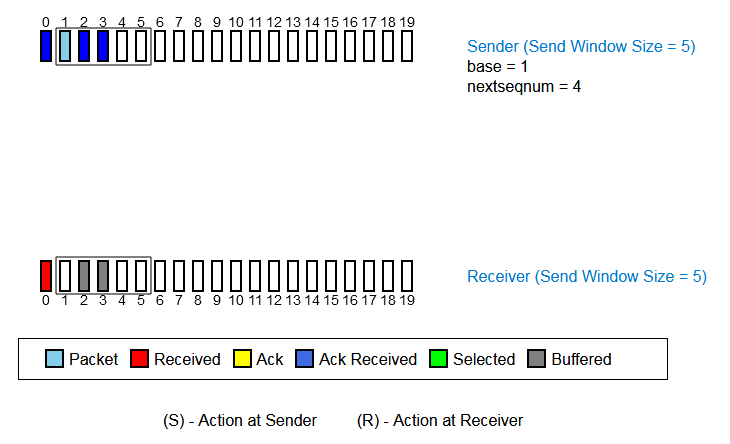 0 1 2 3 4 5 6 7 8 9 10 11 12 13 14 15 16 17 18 19
Sender (Send Window Size = 5)
base = 1
nextseqnum = 4
Receiver (Send Window Size = 5)
0 1 2 3 4 5 6 7 8 9 10 11 12 13 14 15 16 17 18 19
Packet Received Ack Ack Received Selected Buffered
(S) - Action at Sender (R) - Action at Receiver